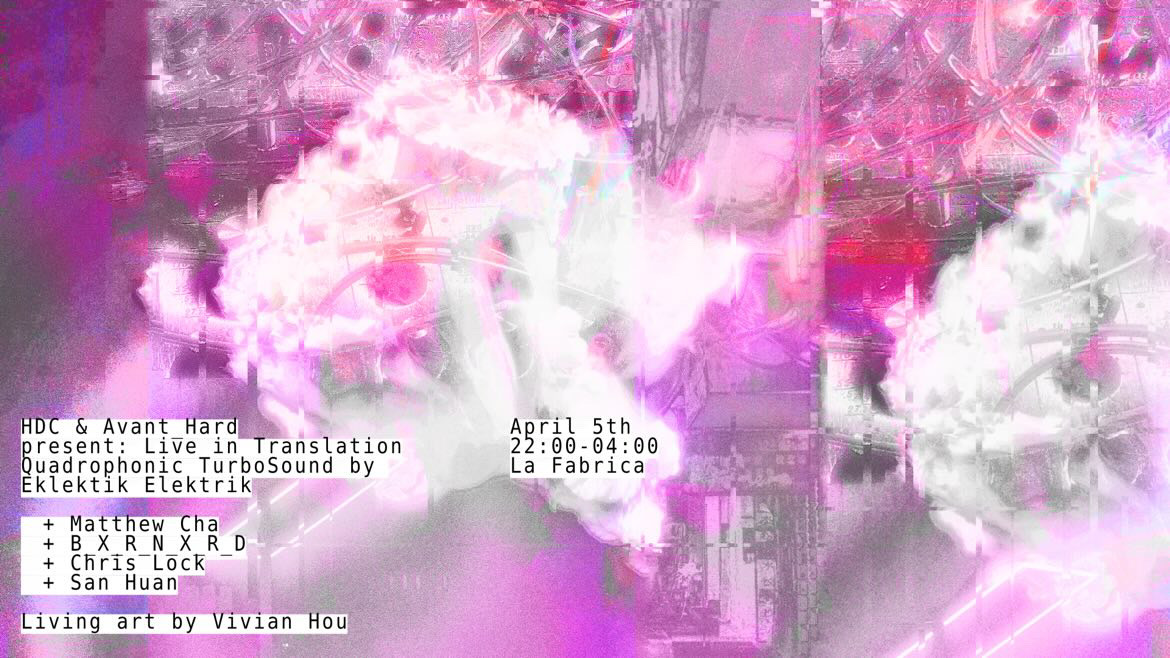 HDC & Avant_Hard
present: Live in Translation
Quadrophonic TurboSound by
Eklektik Elektrik
+ Matthew Cha
+ B_X_R_N_X_R_D
+ Chris Lock
+ San Huan
Living art by Vivian Hou
April 5th
22:00-04:00
La Fabrica